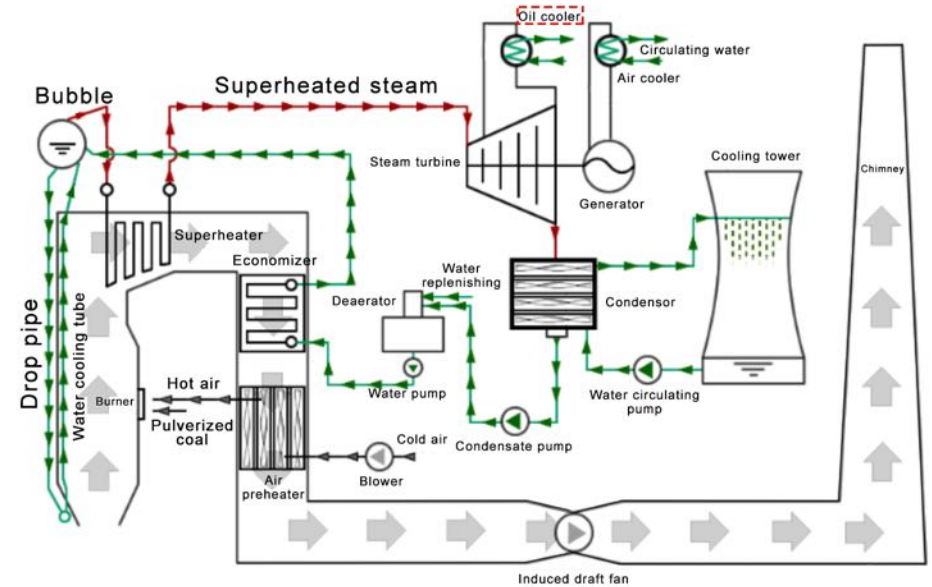 Oil cooler
Circulating water
Air cooler
Superheated steam
Bubble
Steam turbine
Generator
Cooling tower
Chimney
Superheater
Economizer
Water
replenishing
Deaerator
Condensor
Drop pipe
Water cooling tube
Hot air
Burner
Pulverized
coal
Water pump
Water circulating
pump
Cold air
Condensate pump
Air
preheater
Blower
Induced draft fan